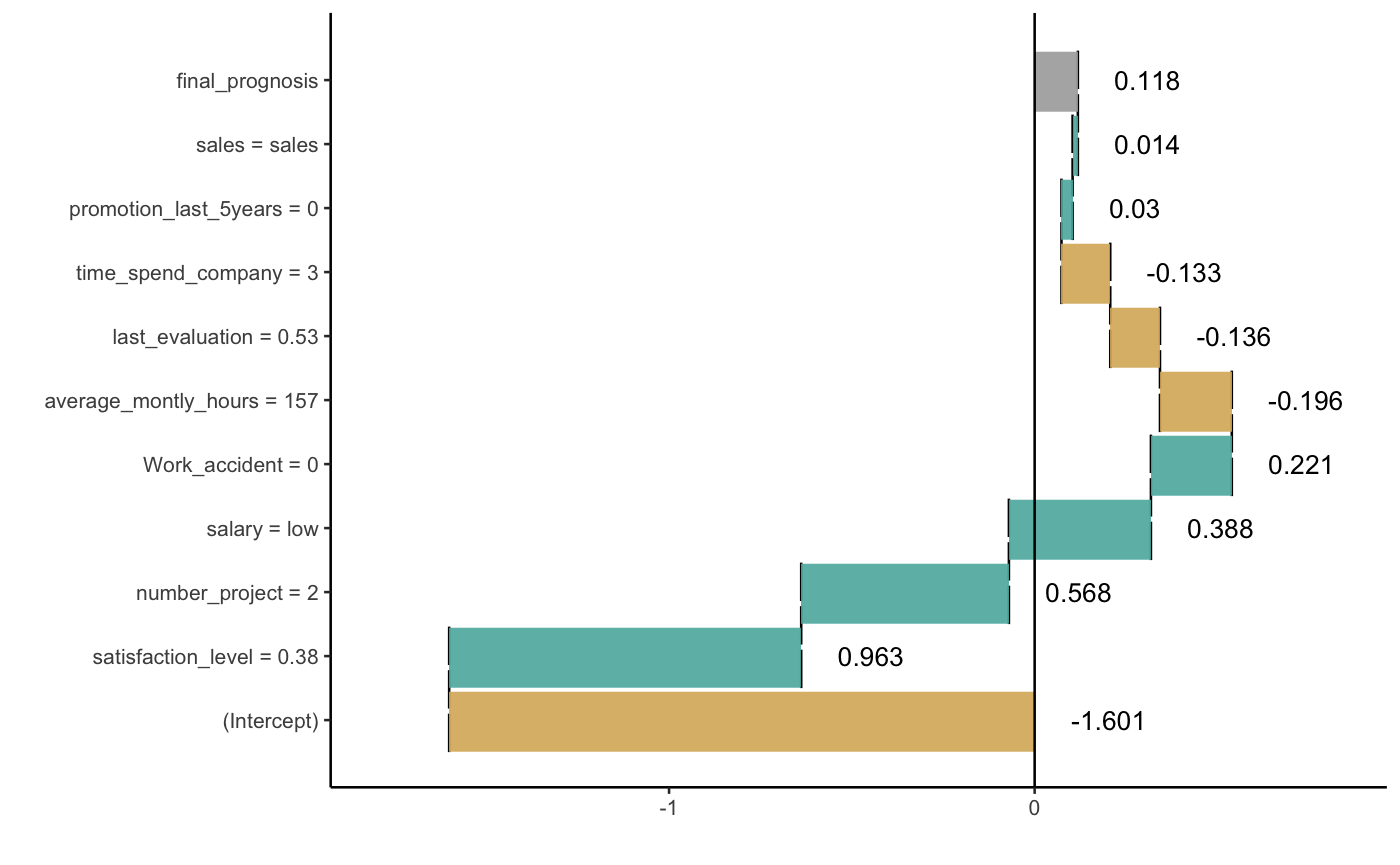 final_prognosis 0.118
sales = sales 0.014
promotion_last_5years = 0 0.03
time_spend_company = 3 -0.133
last_evaluation = 0.53 -0.136
average_montly_hours = 157 -0.196
Work_accident = 0 0.221
salary = low 0.388
number_project = 2 0.568
satisfaction_level = 0.38 0.963
(Intercept) -1.601
-1 0